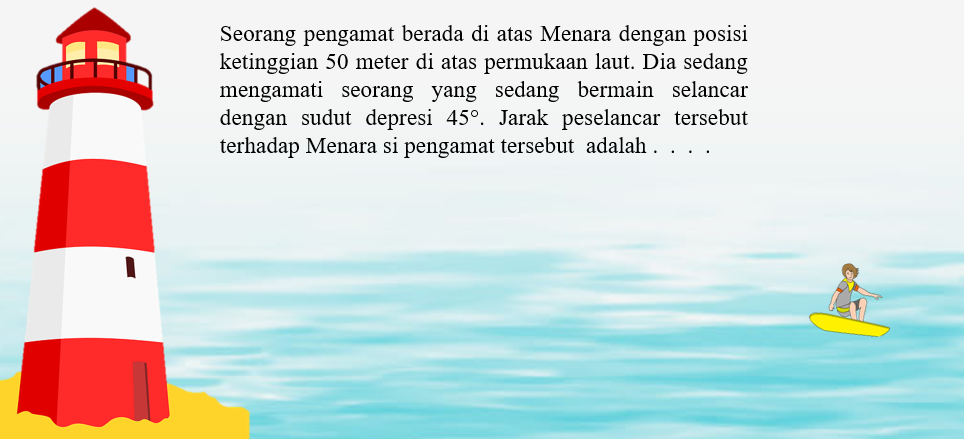 Seorang pengamat berada di atas Menara dengan posisi
ketinggian 50 meter di atas permukaan laut. Dia sedang
mengamati seorang yang sedang bermain selancar
dengan sudut depresi 45°. Jarak peselancar tersebut
terhadap Menara si pengamat tersebut adalah . . . .